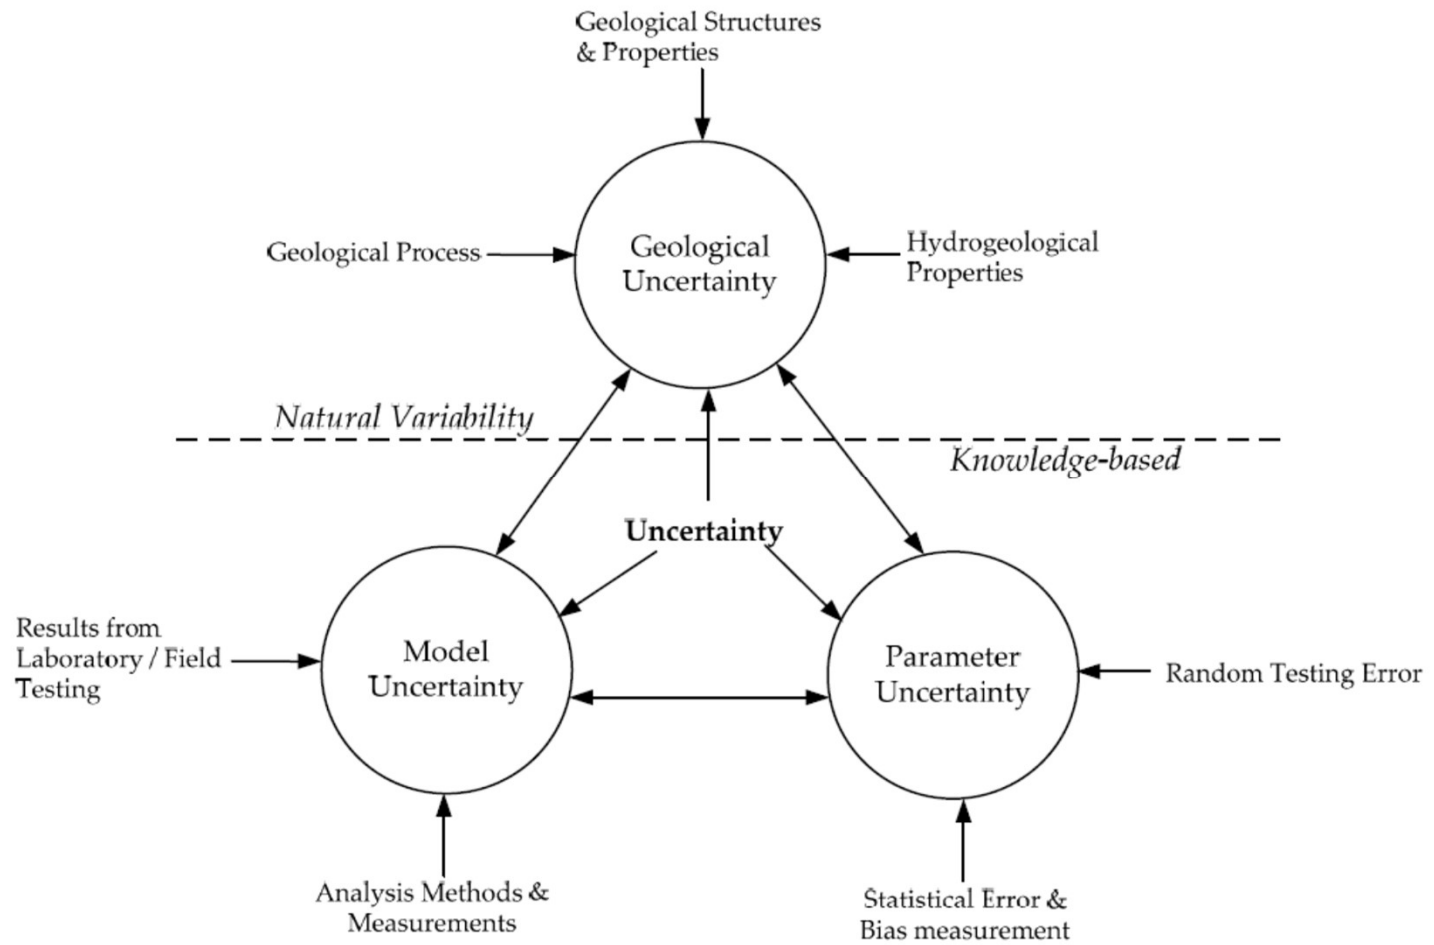 Geological Structures
& Properties
Geological Process
Geological
Uncertainty
Hydrogeological
Properties
Natural Variability
Knowledge-based
Uncertainty
Results from
Laboratory / Field
Testing
Model
Uncertainty
Parameter
Uncertainty
Random Testing Error
Analysis Methods &
Measurements
Statistical Error &
Bias measurement